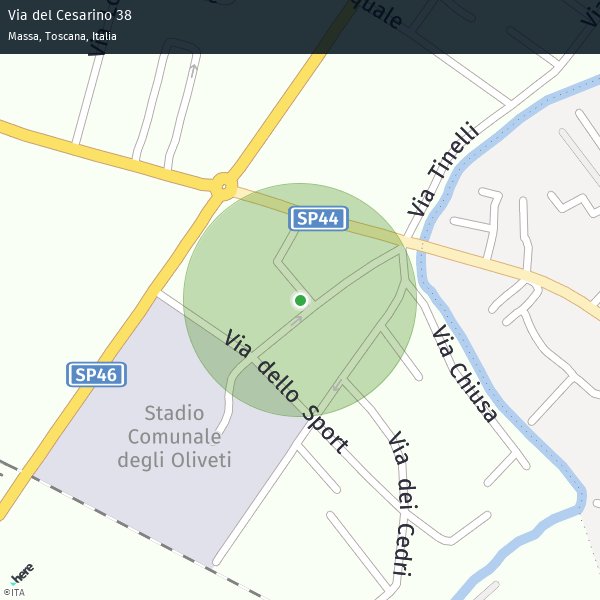 Via del Cesarino 38
Massa, Toscana, Italia
SP44
Via Tinelli
Via dello Sport
SP46
Via Chiusa
Stadio
Comunale
degli Oliveti
Via dei Cedri
here
©ITA